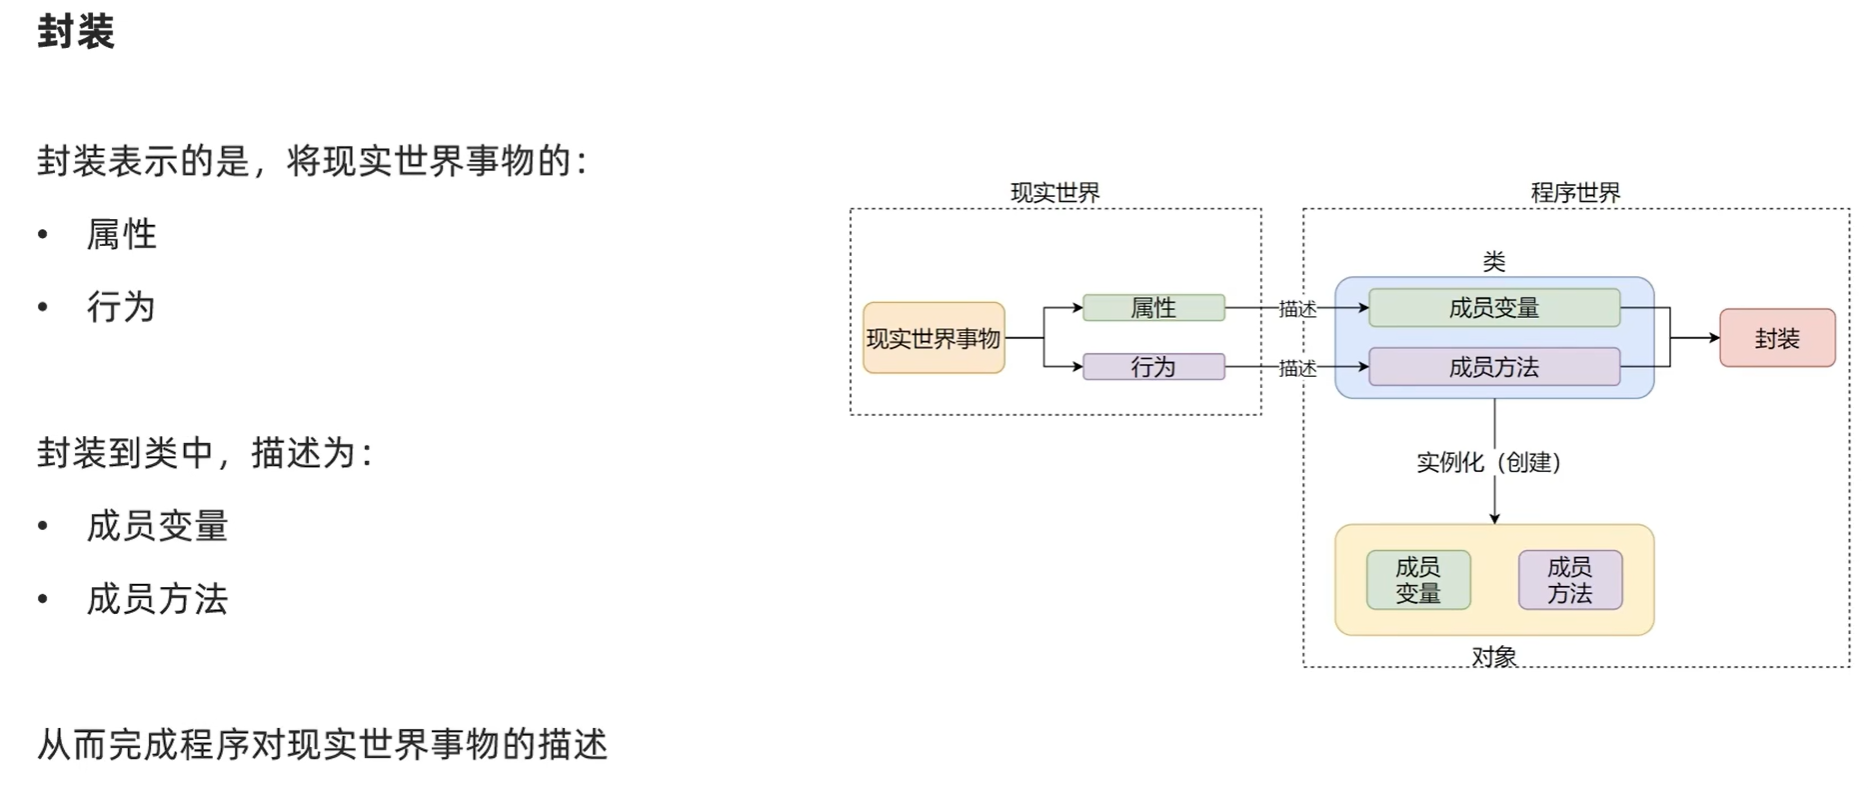 封装
封装表示的是，将现实世界事物的：
• 属性
• 行为
封装到类中，描述为：
• 成员变量
• 成员方法
从而完成程序对现实世界事物的描述
现实世界
现实世界事物
属性
行为
描述
描述
程序世界
类
成员变量
成员方法
封装
实例化（创建）
成员
变量
成员
方法
对象